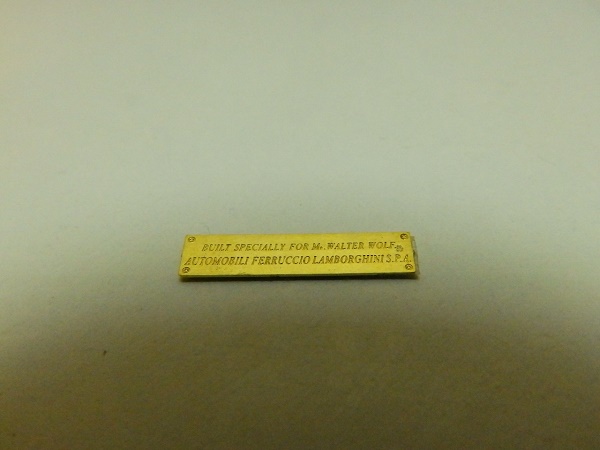 BUILT SPECIALLY FOR Mr. WALTER WOLF
AUTOMOBILI FERRUCCIO LAMBORGHINI S.P.A.